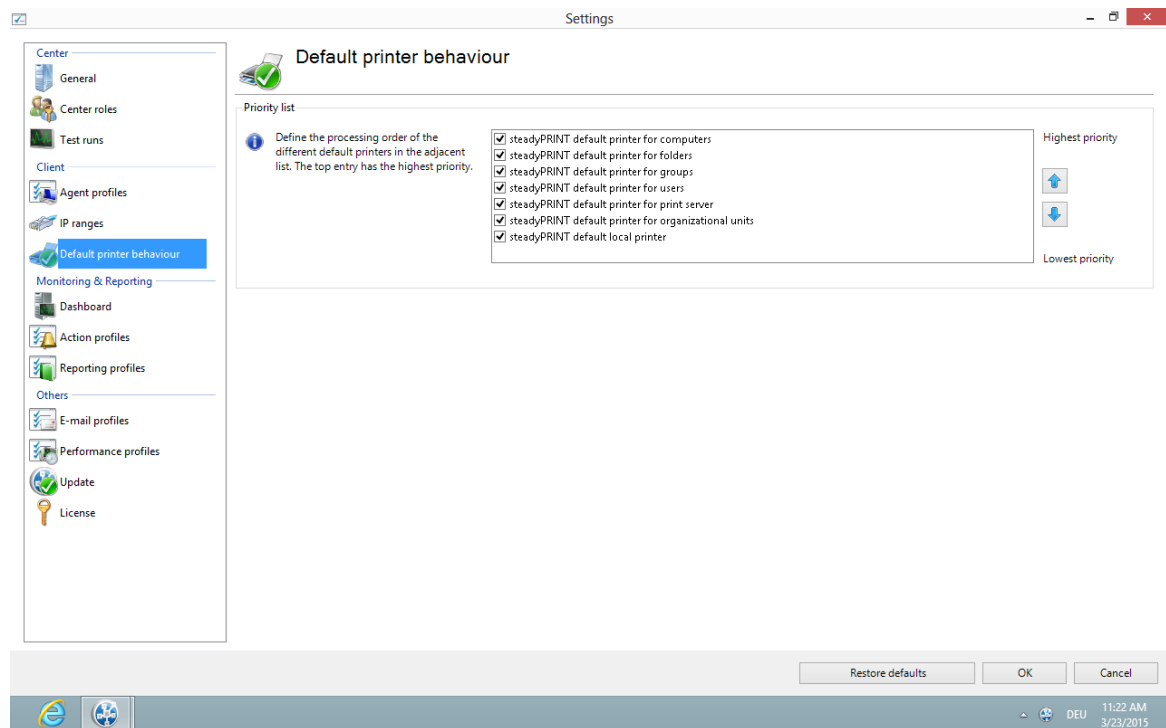 Settings
Center
General
Center roles
Test runs
Client
Agent profiles
IP ranges
Default printer behaviour
Monitoring & Reporting
Dashboard
Action profiles
Reporting profiles
Others
E-mail profiles
Performance profiles
Update
License
Default printer behaviour
Priority list
Define the processing order of the
different default printers in the adjacent
list. The top entry has the highest priority.
steadyPRINT default printer for computers
steadyPRINT default printer for folders
steadyPRINT default printer for groups
steadyPRINT default printer for users
steadyPRINT default printer for print server
steadyPRINT default printer for organizational units
steadyPRINT default local printer
Highest priority
Lowest priority
Restore defaults
OK
Cancel
DEU
11:22 AM
3/23/2015